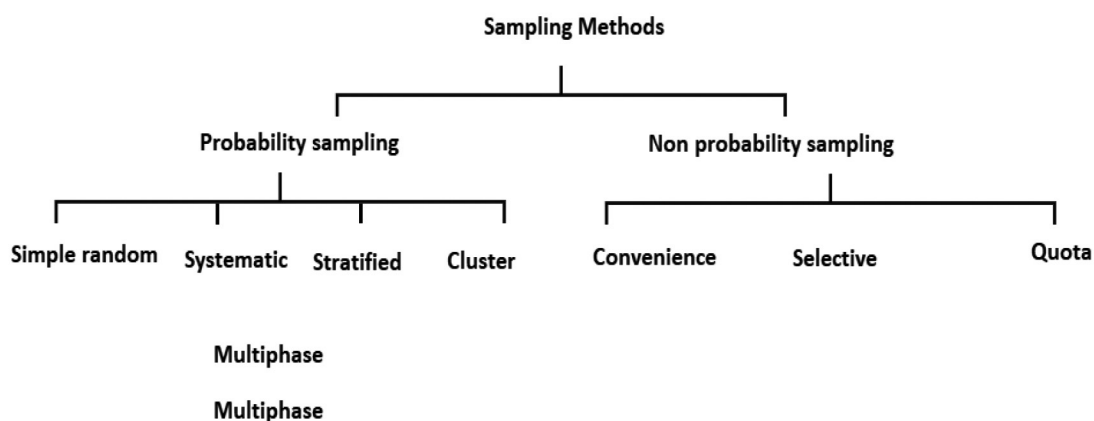 Sampling Methods
Probability sampling
Non probability sampling
Simple random
Systematic
Stratified
Cluster
Convenience
Selective
Quota
Multiphase
Multiphase